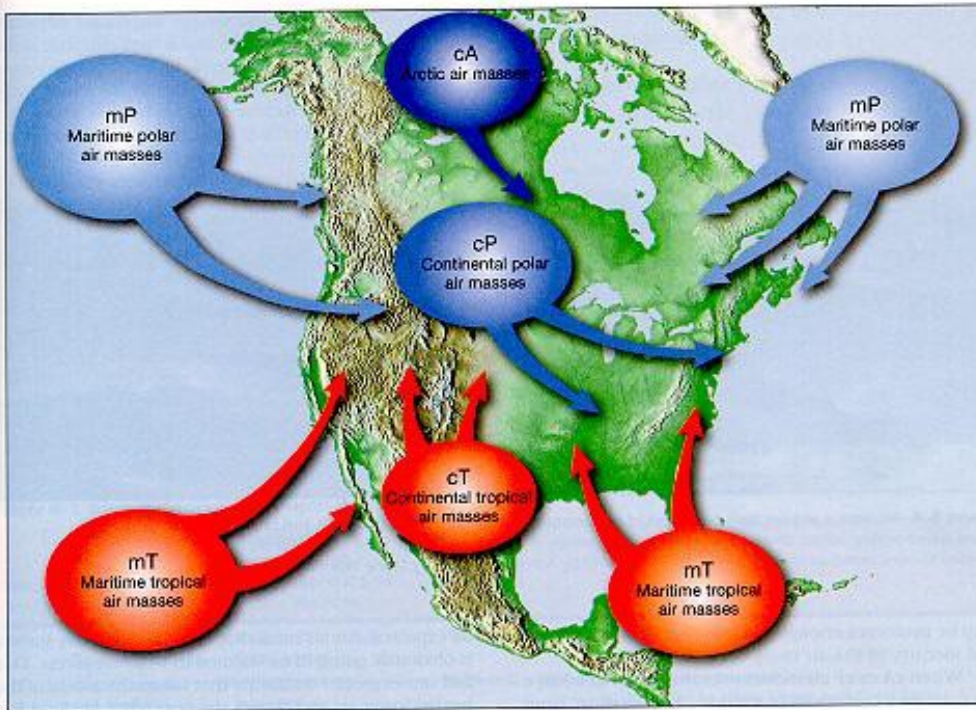 cA
Arctic air masses
mP
Maritime polar
air masses
mP
Maritime polar
air masses
cP
Continental polar
air masses
cT
Continental tropical
air masses
mT
Maritime tropical
air masses
mT
Maritime tropical
air masses